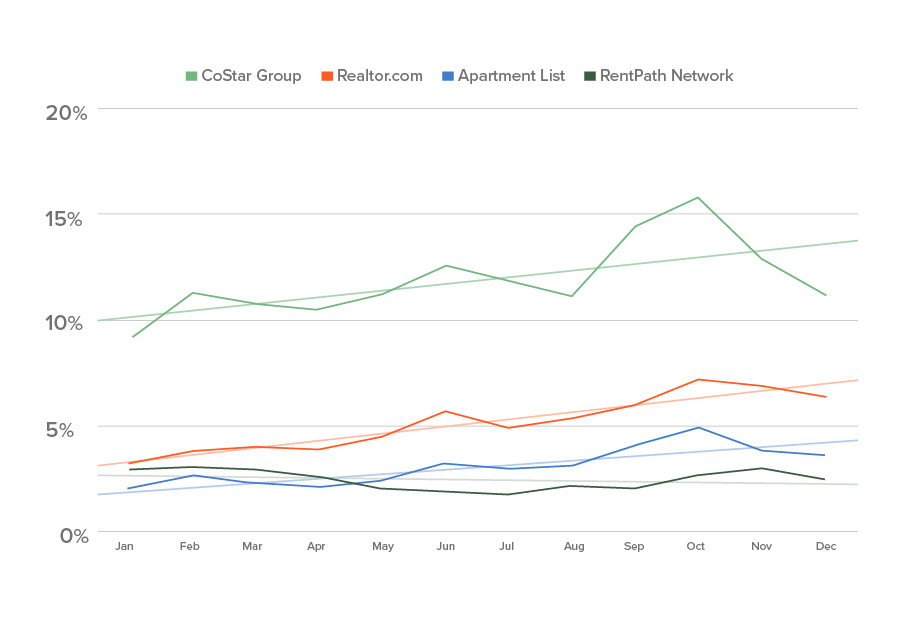 CoStar Group Realtor.com Apartment List RentPath Network
20%
15%
10%
5%
0%
Jan Feb Mar Apr May Jun Jul Aug Sep Oct Nov Dec